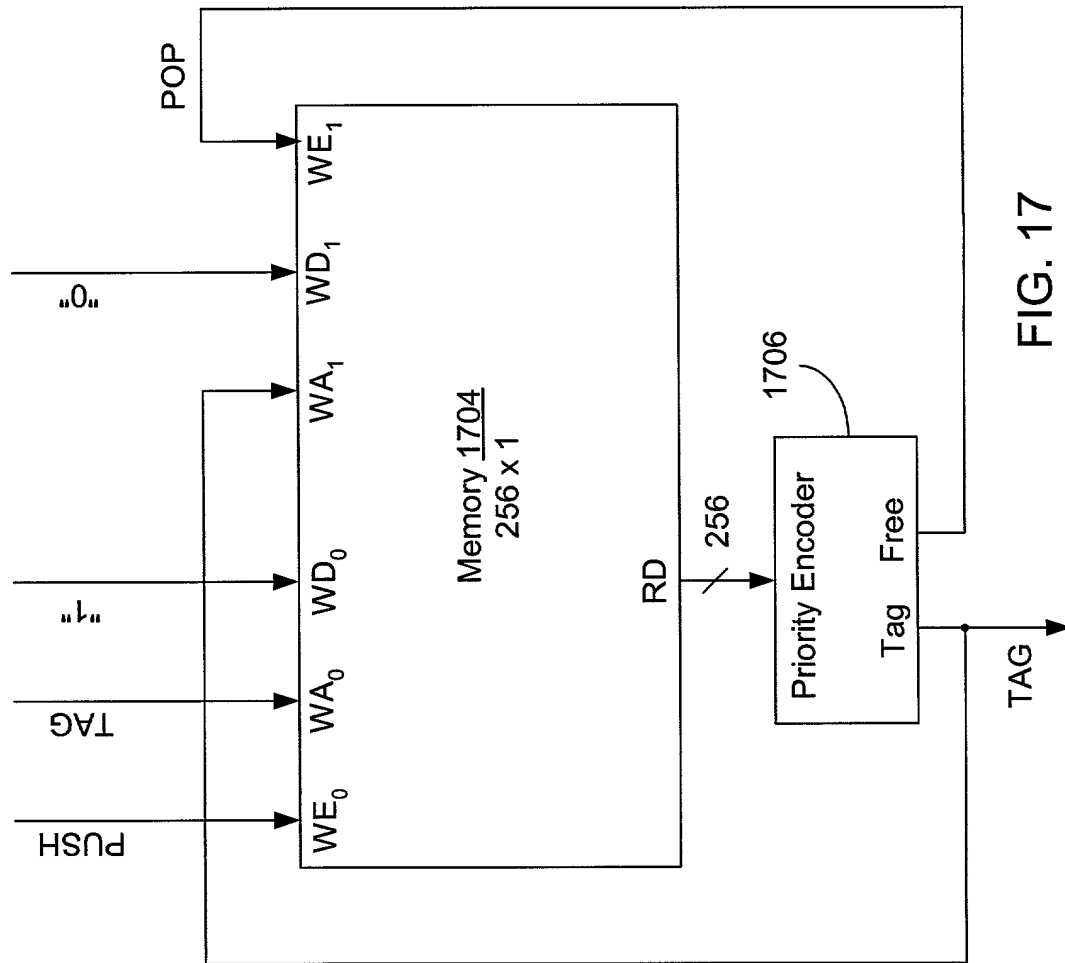 POP
PUSH
TAG
"1"
"0"
WE0
WA0
WD0
WA1
WD1
WE1
Memory 1704
256 x 1
RD
256
1706
Priority Encoder
Tag Free
TAG
FIG. 17